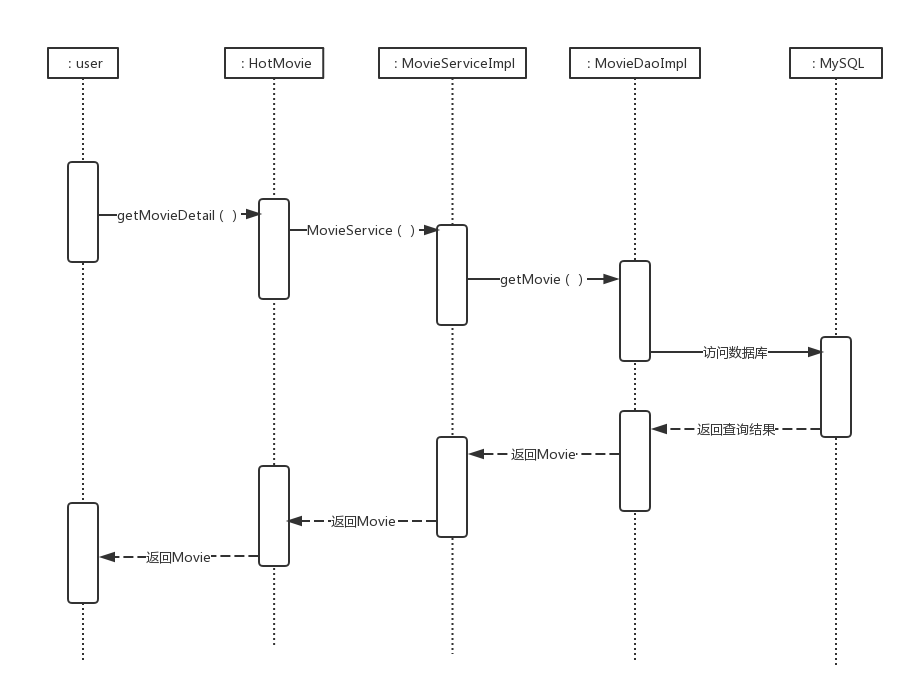 : user
: HotMovie
: MovieServiceImpl
: MovieDaoImpl
: MySQL
getMovieDetail ( )
MovieService ( )
getMovie ( )
访问数据库
返回查询结果
返回Movie
返回Movie
返回Movie